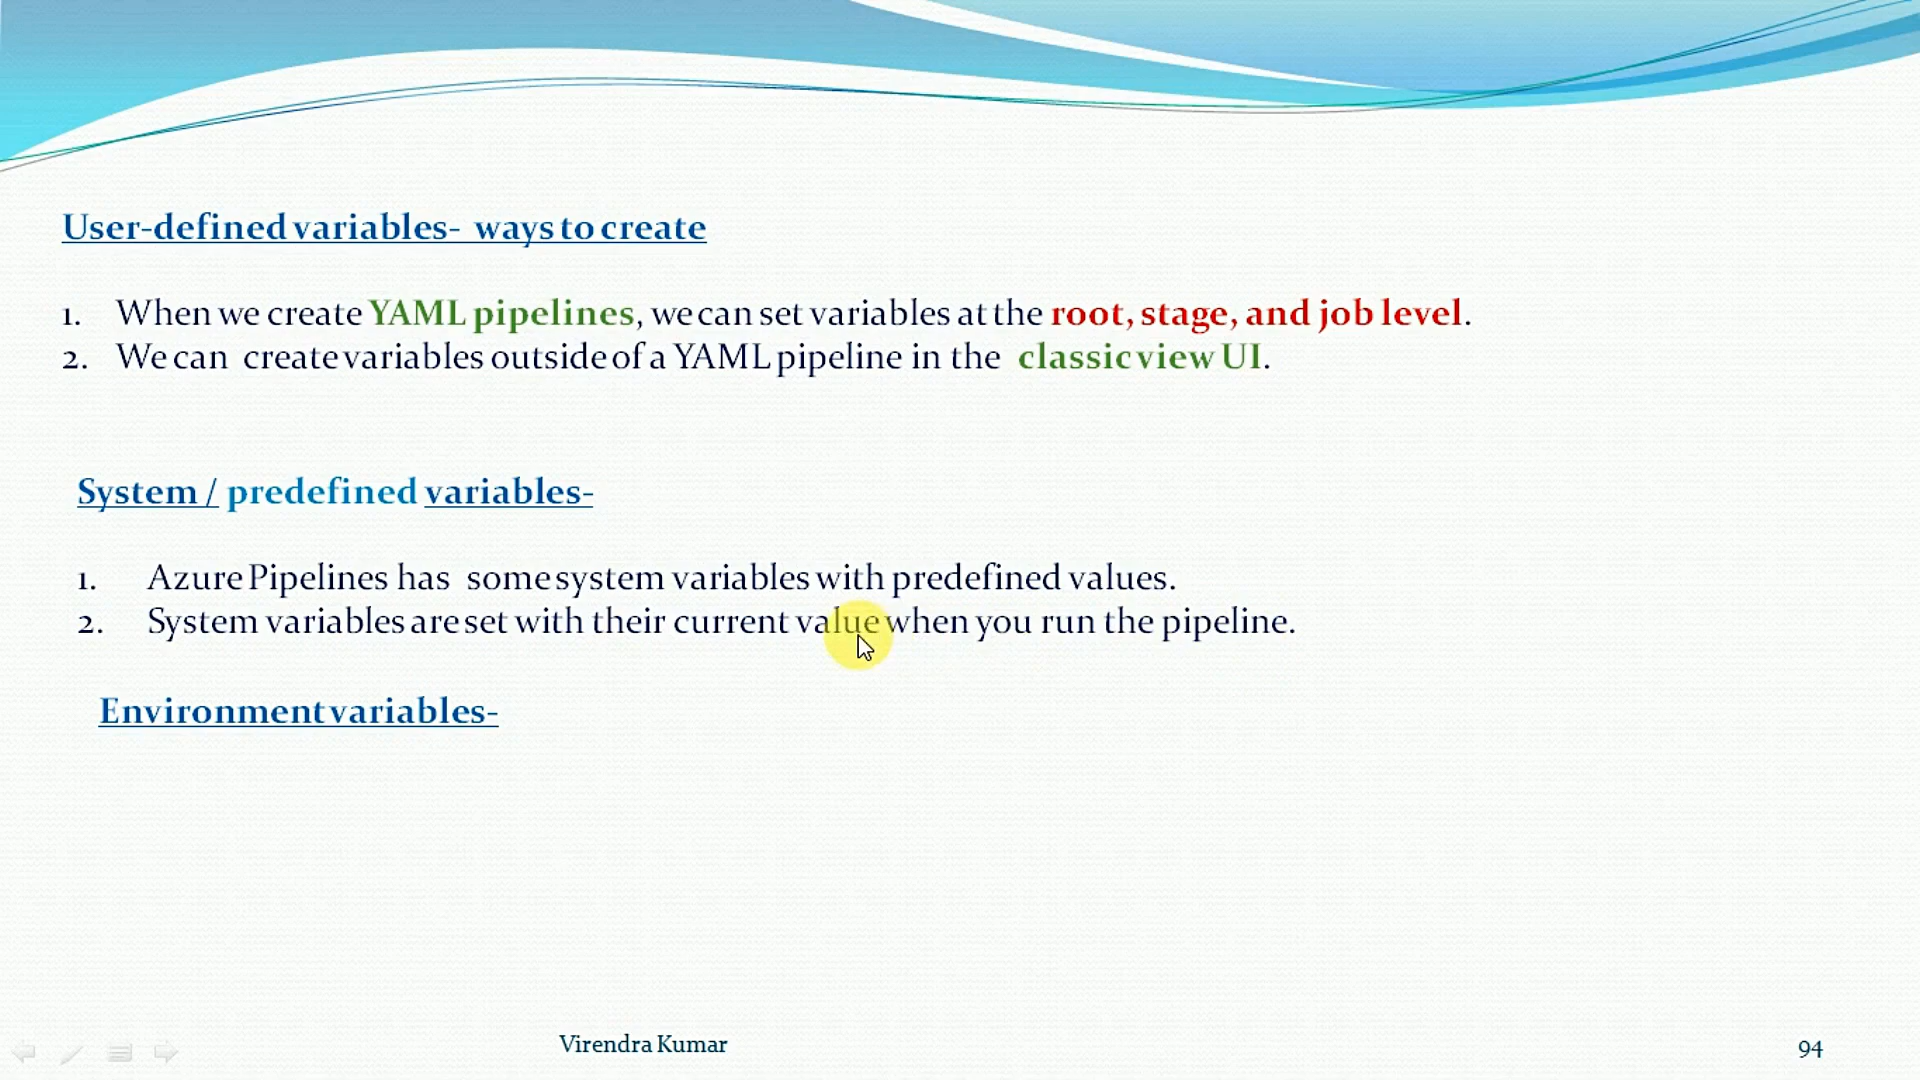 User-defined variables- ways to create
1. When we create YAML pipelines, we can set variables at the root, stage, and job level.
2. We can create variables outside of a YAML pipeline in the classic view UI.
System / predefined variables-
1. Azure Pipelines has some system variables with predefined values.
2. System variables are set with their current value when you run the pipeline.
Environment variables-
Virendra Kumar
94